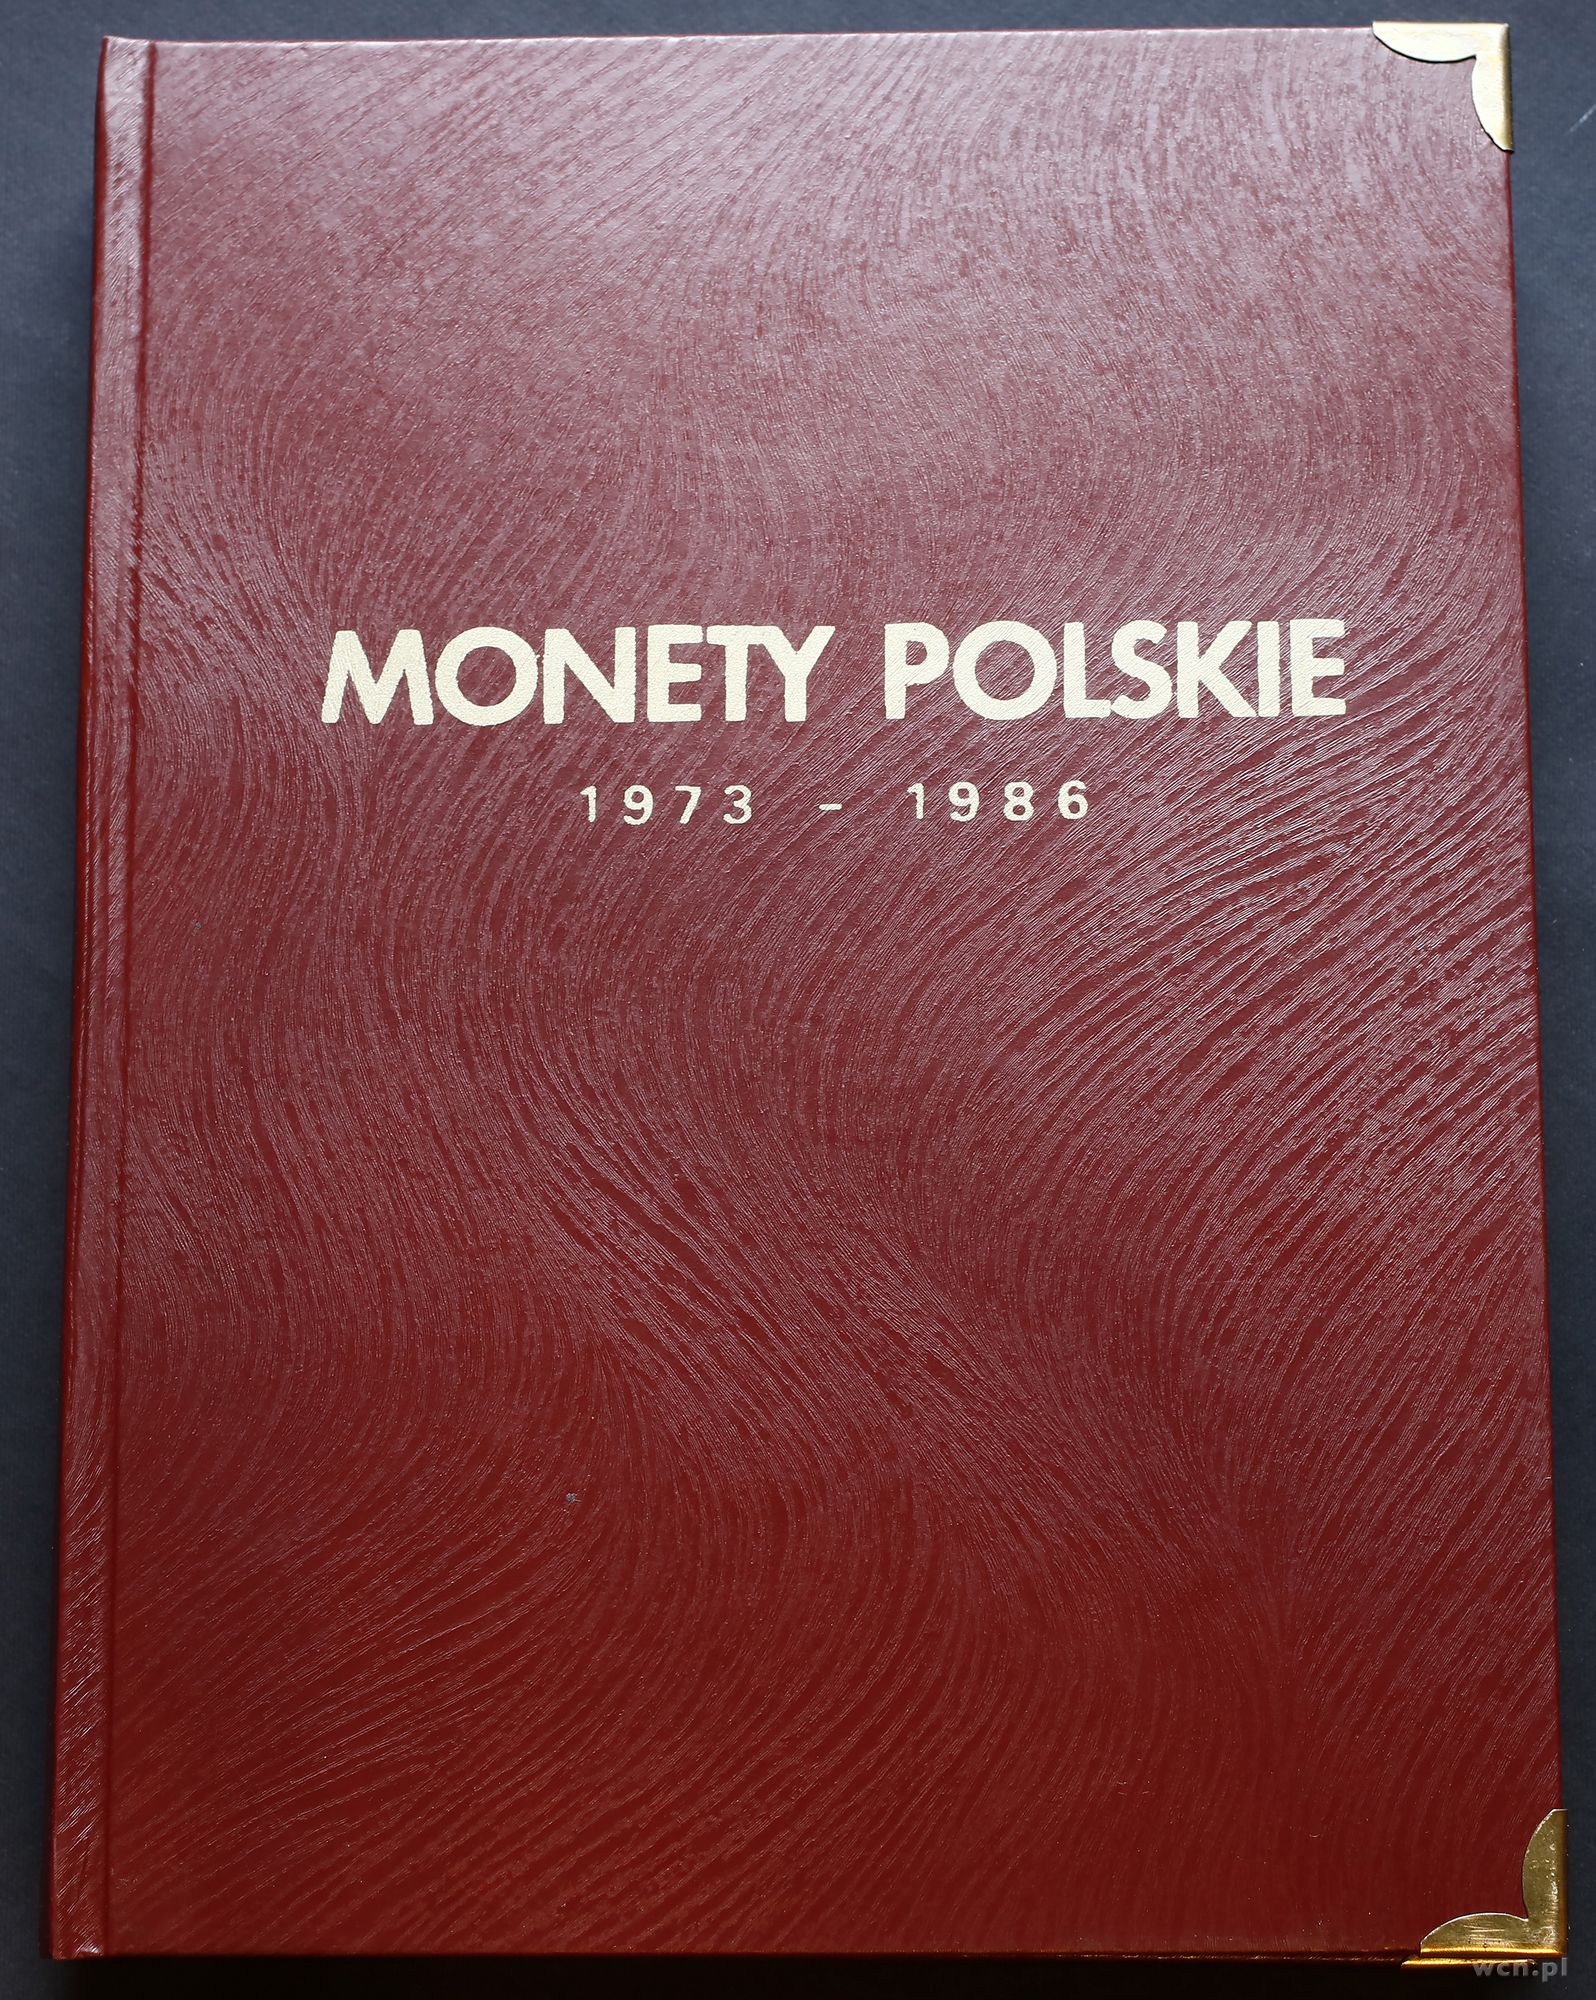 MONETY POLSKIE
1973 - 1986
wcn.pl